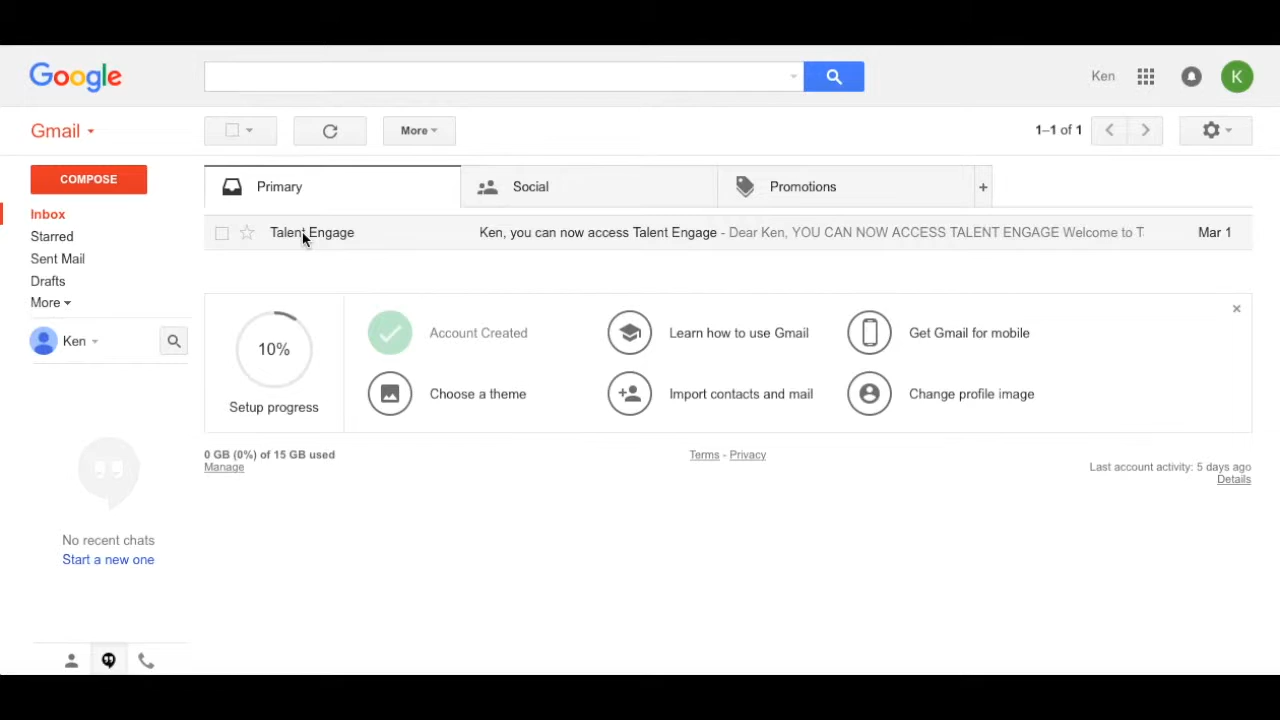 Google
Ken
K
Gmail
More
1–1 of 1
COMPOSE
Primary
Social
Promotions
+
Inbox
Starred
Sent Mail
Drafts
More
Talent Engage
Ken, you can now access Talent Engage - Dear Ken, YOU CAN NOW ACCESS TALENT ENGAGE Welcome to T
Mar 1
Ken
10%
Setup progress
Account Created
Learn how to use Gmail
Get Gmail for mobile
Choose a theme
Import contacts and mail
Change profile image
0 GB (0%) of 15 GB used
Manage
Terms - Privacy
Last account activity: 5 days ago
Details
No recent chats
Start a new one